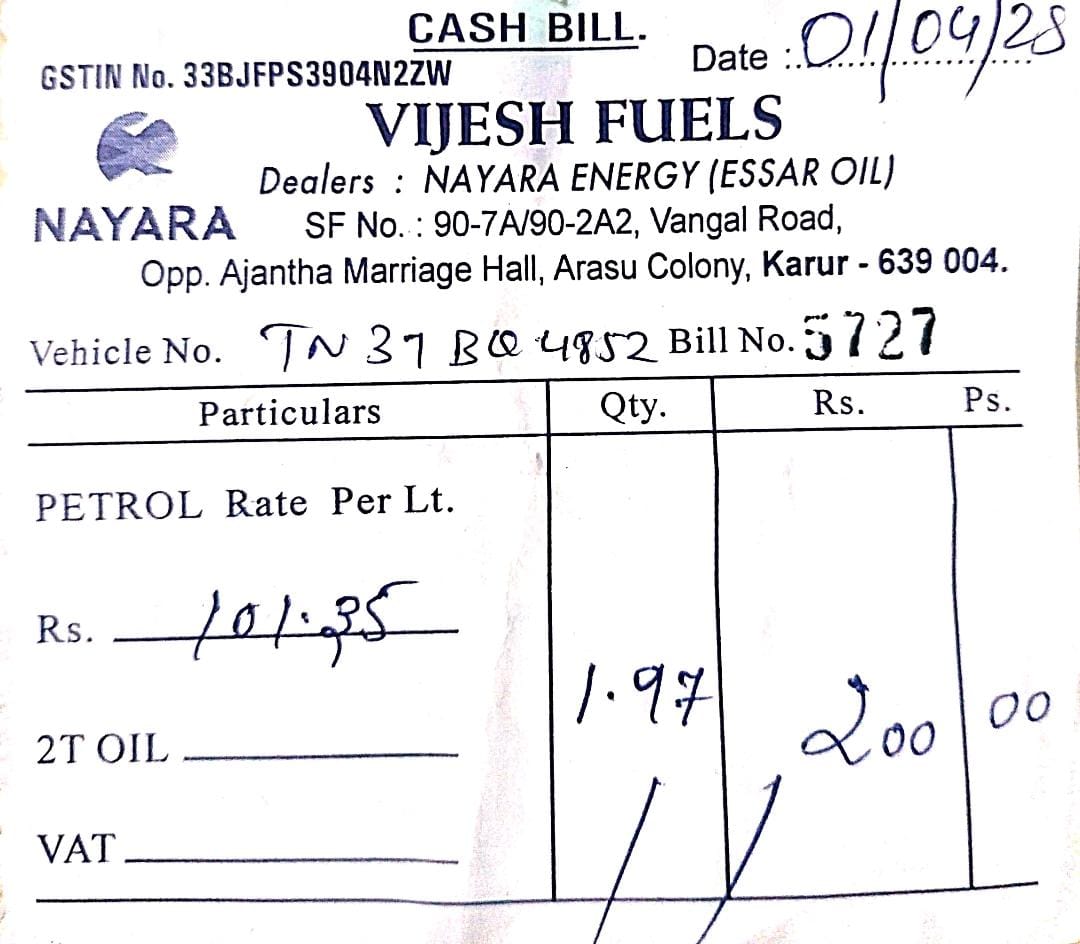 CASH BILL.
Date : 01/04/28
GSTIN No. 33BJFPS3904N2ZW
VIJESH FUELS
Dealers : NAYARA ENERGY (ESSAR OIL)
NAYARA
SF No. : 90-7A/90-2A2, Vangal Road,
Opp. Ajantha Marriage Hall, Arasu Colony, Karur - 639 004.
Vehicle No. TN 37 BQ 4852 Bill No. 5727
Particulars Qty. Rs. Ps.
PETROL Rate Per Lt.
Rs. 101.35
1.97 200 00
2T OIL
VAT